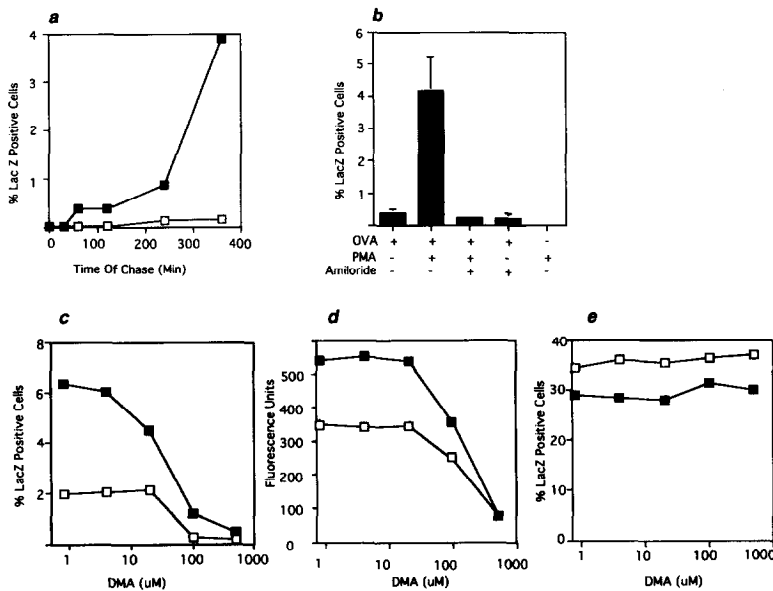 a
% Lac Z Positive Cells
4
3
2
1
0 100 200 300 400
Time Of Chase (Min)
b
% LacZ Positive Cells
6
5
4
3
2
1
OVA + + + + -
PMA - + + - +
Amiloride - - + + -
c
% LacZ Positive Cells
8
6
4
2
1 10 100 1000
DMA (uM)
d
Fluorescence Units
500
400
300
200
100
0
1 10 100 1000
DMA (uM)
e
% LacZ Positive Cells
40
30
20
10
0
1 10 100 1000
DMA (uM)